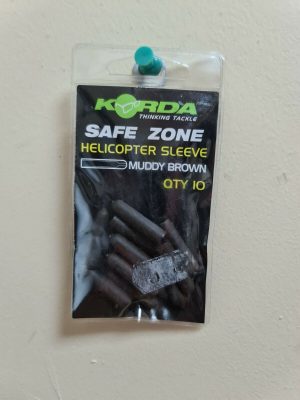 KORDA
THINKING TACKLE
SAFE ZONE
HELICOPTER SLEEVE
MUDDY BROWN
QTY 10